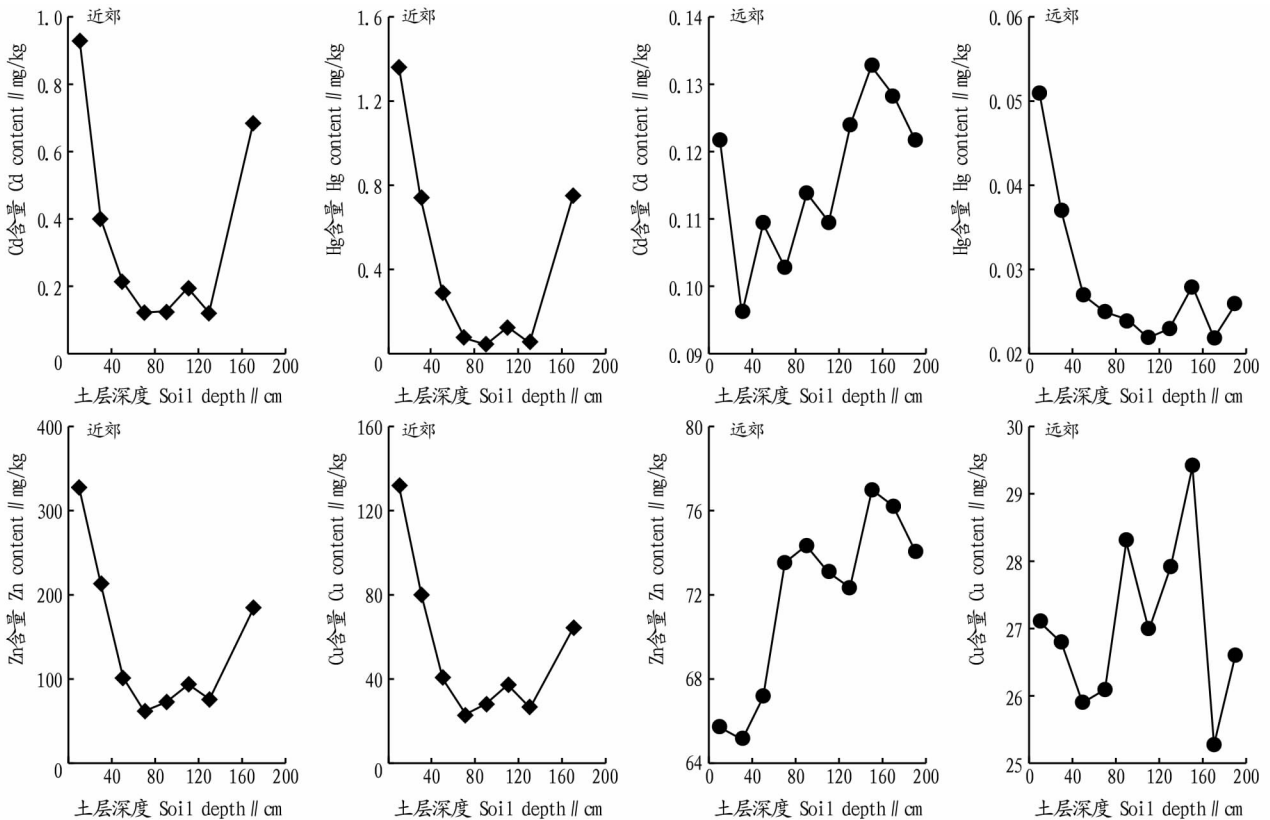 近郊
Cd含量 Cd content∥mg/kg
1.0
0.8
0.6
0.4
0.2
0
40 80 120 160 200
土层深度 Soil depth∥cm
近郊
Hg含量 Hg content∥mg/kg
1.6
1.2
0.8
0.4
0
40 80 120 160 200
土层深度 Soil depth∥cm
远郊
Cd含量 Cd content∥mg/kg
0.14
0.13
0.12
0.11
0.10
0.09
0 40 80 120 160 200
土层深度 Soil depth∥cm
远郊
Hg含量 Hg content∥mg/kg
0.06
0.05
0.04
0.03
0.02
0 40 80 120 160 200
土层深度 Soil depth∥cm
近郊
Zn含量 Zn content∥mg/kg
400
300
200
100
0
40 80 120 160 200
土层深度 Soil depth∥cm
近郊
Cu含量 Cu content∥mg/kg
160
120
80
40
0
40 80 120 160 200
土层深度 Soil depth∥cm
远郊
Zn含量 Zn content∥mg/kg
80
76
72
68
64
0 40 80 120 160 200
土层深度 Soil depth∥cm
远郊
Cu含量 Cu content∥mg/kg
30
29
28
27
26
25
0 40 80 120 160 200
土层深度 Soil depth∥cm